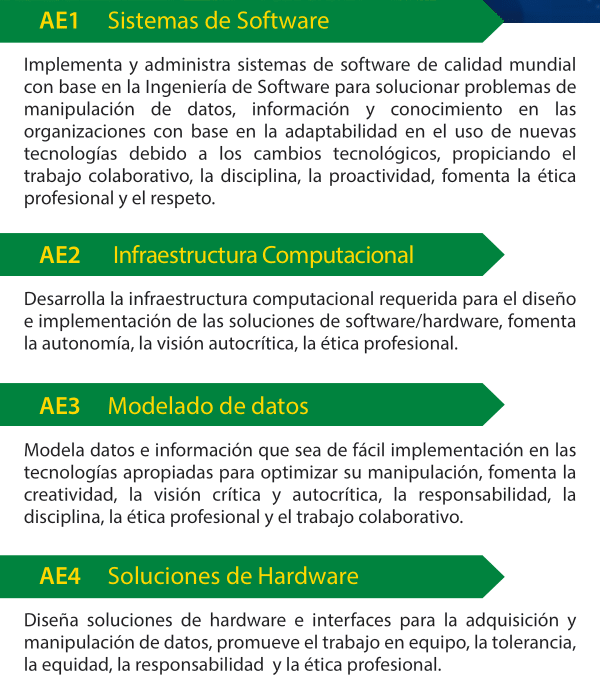 AE1 Sistemas de Software
Implementa y administra sistemas de software de calidad mundial
con base en la Ingeniería de Software para solucionar problemas de
manipulación de datos, información y conocimiento en las
organizaciones con base en la adaptabilidad en el uso de nuevas
tecnologías debido a los cambios tecnológicos, propiciando el
trabajo colaborativo, la disciplina, la proactividad, fomenta la ética
profesional y el respeto.
AE2 Infraestructura Computacional
Desarrolla la infraestructura computacional requerida para el diseño
e implementación de las soluciones de software/hardware, fomenta
la autonomía, la visión autocrítica, la ética profesional.
AE3 Modelado de datos
Modela datos e información que sea de fácil implementación en las
tecnologías apropiadas para optimizar su manipulación, fomenta la
creatividad, la visión crítica y autocrítica, la responsabilidad, la
disciplina, la ética profesional y el trabajo colaborativo.
AE4 Soluciones de Hardware
Diseña soluciones de hardware e interfaces para la adquisición y
manipulación de datos, promueve el trabajo en equipo, la tolerancia,
la equidad, la responsabilidad y la ética profesional.